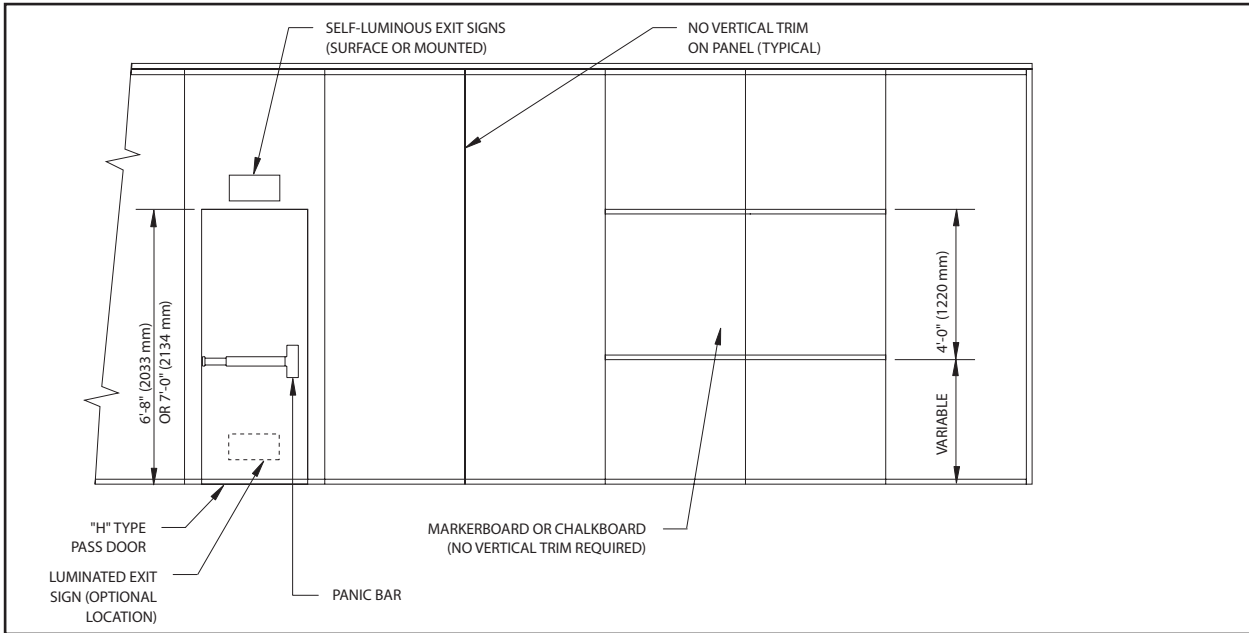 SELF-LUMINOUS EXIT SIGNS
(SURFACE OR MOUNTED)
NO VERTICAL TRIM
ON PANEL (TYPICAL)
6'-8" (2033 mm)
OR 7'-0" (2134 mm)
4'-0" (1220 mm)
VARIABLE
"H" TYPE
PASS DOOR
LUMINATED EXIT
SIGN (OPTIONAL
LOCATION)
PANIC BAR
MARKERBOARD OR CHALKBOARD
(NO VERTICAL TRIM REQUIRED)